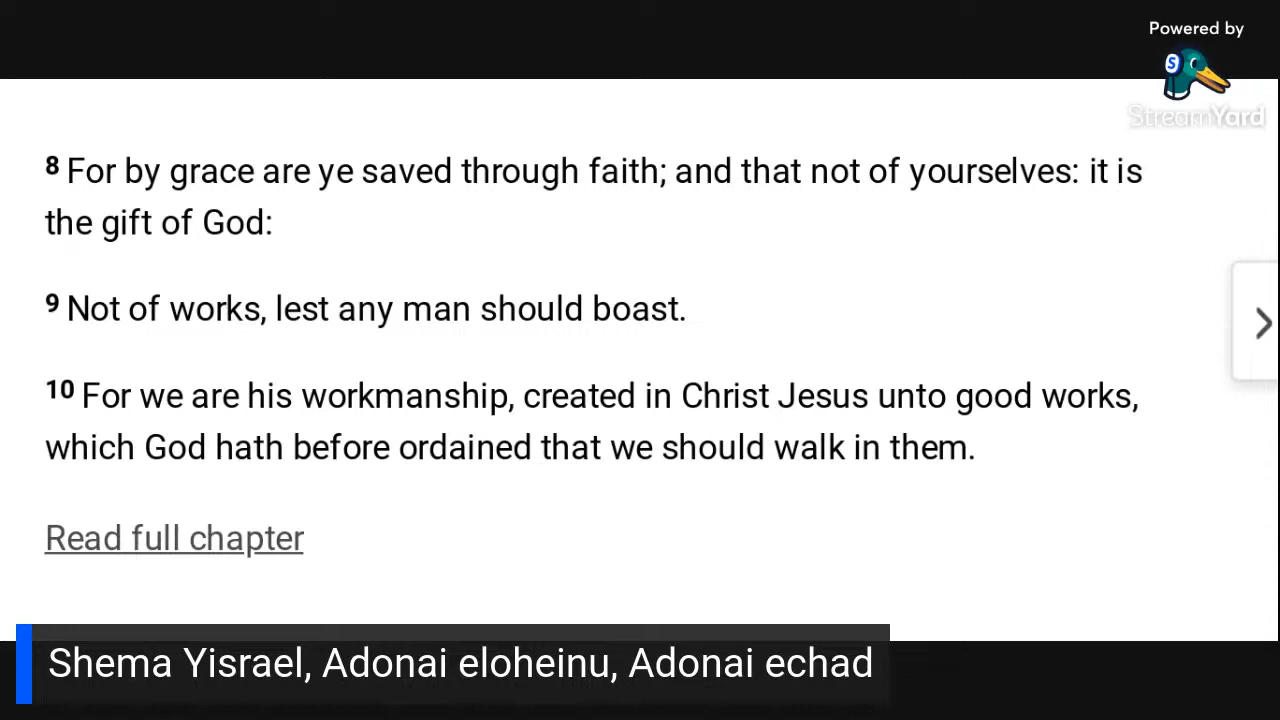 Powered by
S
StreamYard
8 For by grace are ye saved through faith; and that not of yourselves: it is
the gift of God:
9 Not of works, lest any man should boast.
10 For we are his workmanship, created in Christ Jesus unto good works,
which God hath before ordained that we should walk in them.
Read full chapter
Shema Yisrael, Adonai eloheinu, Adonai echad